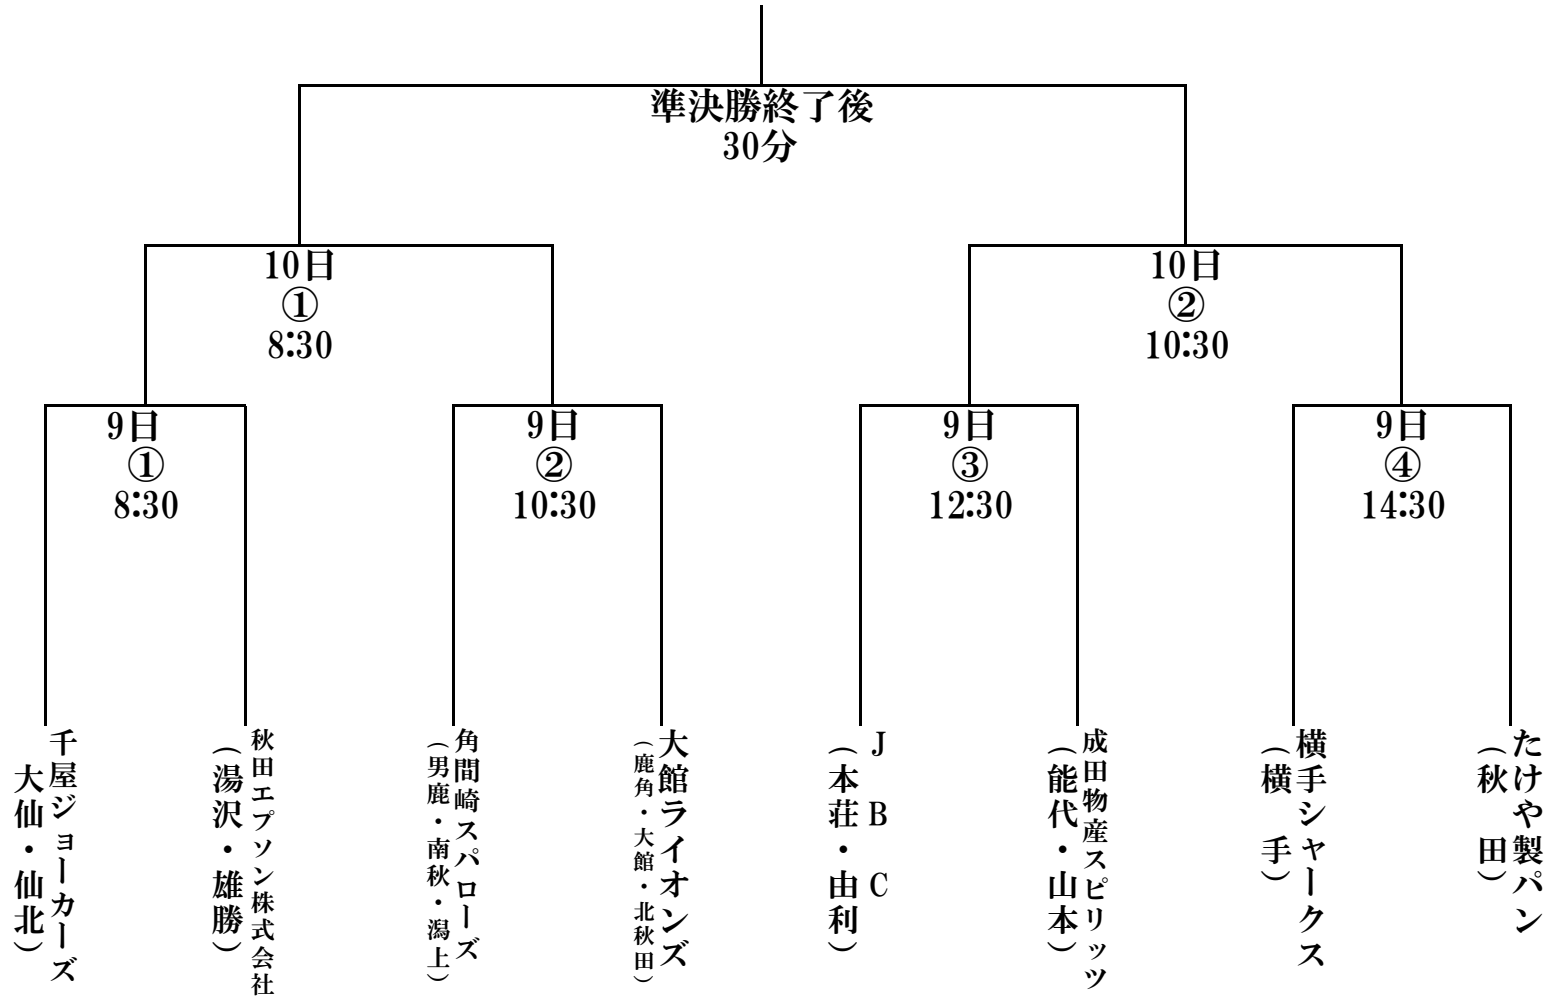 準決勝終了後
30分
10日
①
8:30
10日
②
10:30
9日
①
8:30
9日
②
10:30
9日
③
12:30
9日
④
14:30
千屋ジョーカーズ
大仙・仙北）
秋田エプソン株式会社
（湯沢・雄勝）
角間崎スパローズ
（男鹿・南秋・潟上）
大館ライオンズ
（鹿角・大館・北秋田）
J B C
（本荘・由利）
成田物産スピリッツ
（能代・山本）
横手シャークス
（横 手）
たけや製パン
（秋 田）